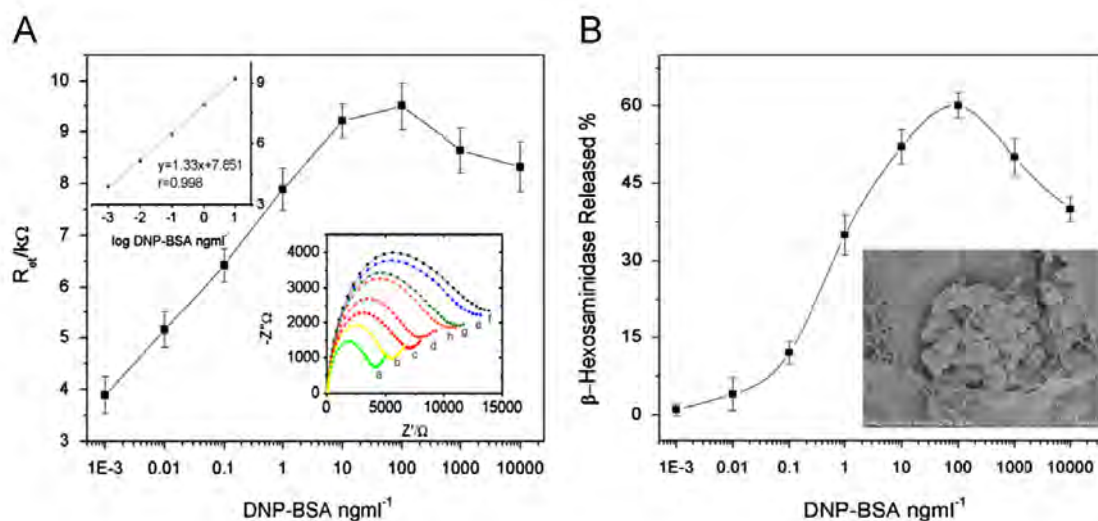 A
B
R_et/kΩ
10
9
8
7
6
5
4
3
9
6
3
y=1.33x+7.851
r=0.998
-3 -2 -1 0 1
log DNP-BSA ngml⁻
-Z"Ω
4000
3000
2000
1000
0
a b c d h g e f
0 5000 10000 15000
Z'/Ω
1E-3 0.01 0.1 1 10 100 1000 10000
DNP-BSA ngml⁻¹
β–Hexosaminidase Released %
60
45
30
15
0
1E-3 0.01 0.1 1 10 100 1000 10000
DNP-BSA ngml⁻¹